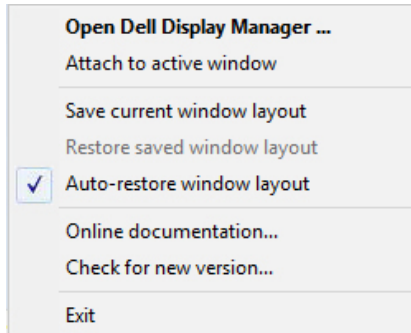 Open Dell Display Manager ...
Attach to active window
Save current window layout
Restore saved window layout
Auto-restore window layout
Online documentation...
Check for new version...
Exit